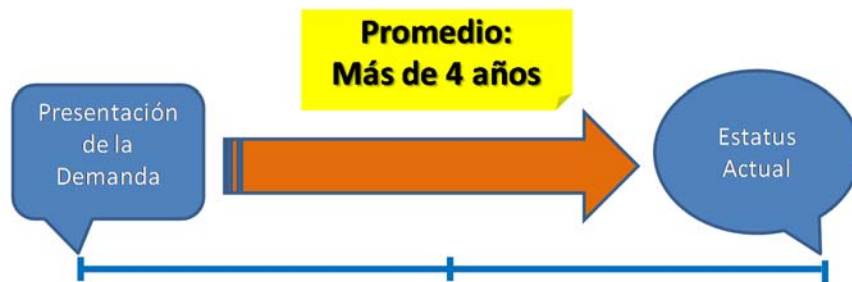 Promedio:
Más de 4 años
Presentación
de la
Demanda
Estatus
Actual